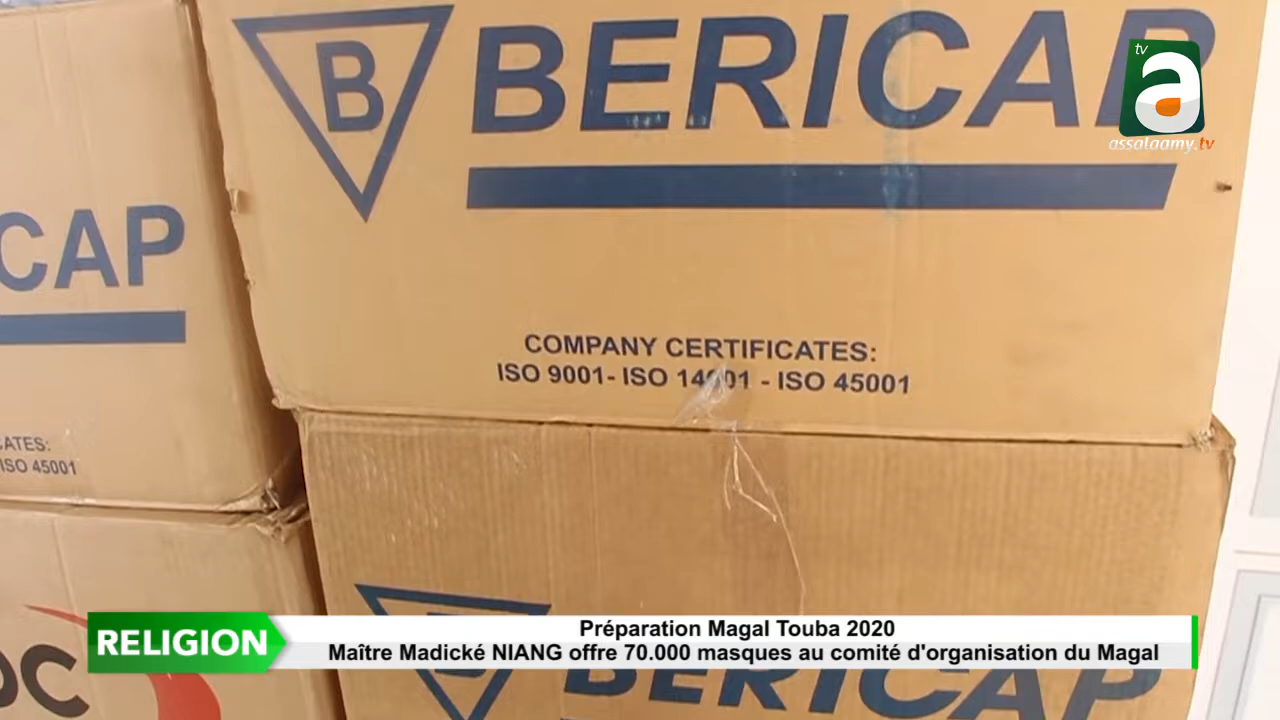 B
BERICAP
tv
a
assalaamy.tv
CAP
COMPANY CERTIFICATES:
ISO 9001- ISO 14001 - ISO 45001
CATES:
ISO 45001
RELIGION
Préparation Magal Touba 2020
Maître Madické NIANG offre 70.000 masques au comité d'organisation du Magal
BERICAP